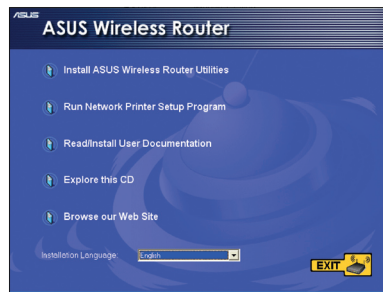 ASUS
ASUS Wireless Router
Install ASUS Wireless Router Utilities
Run Network Printer Setup Program
Read/Install User Documentation
Explore this CD
Browse our Web Site
Installation Language: English
EXIT